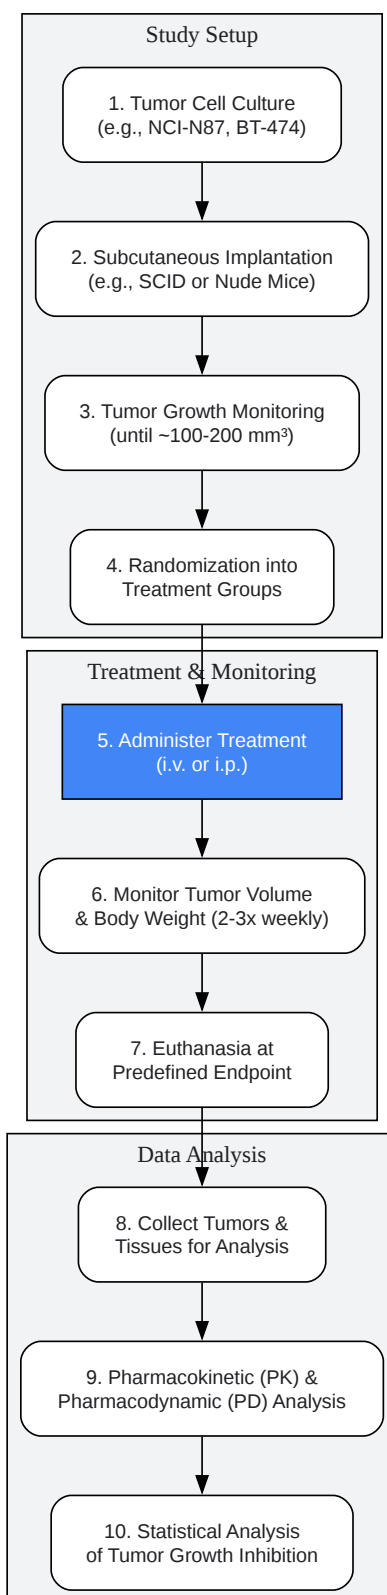 Study Setup
1. Tumor Cell Culture
(e.g., NCI-N87, BT-474)
2. Subcutaneous Implantation
(e.g., SCID or Nude Mice)
3. Tumor Growth Monitoring
(until ~100-200 mm³)
4. Randomization into
Treatment Groups
Treatment & Monitoring
5. Administer Treatment
(i.v. or i.p.)
6. Monitor Tumor Volume
& Body Weight (2-3x weekly)
7. Euthanasia at
Predefined Endpoint
Data Analysis
8. Collect Tumors &
Tissues for Analysis
9. Pharmacokinetic (PK) &
Pharmacodynamic (PD) Analysis
10. Statistical Analysis
of Tumor Growth Inhibition